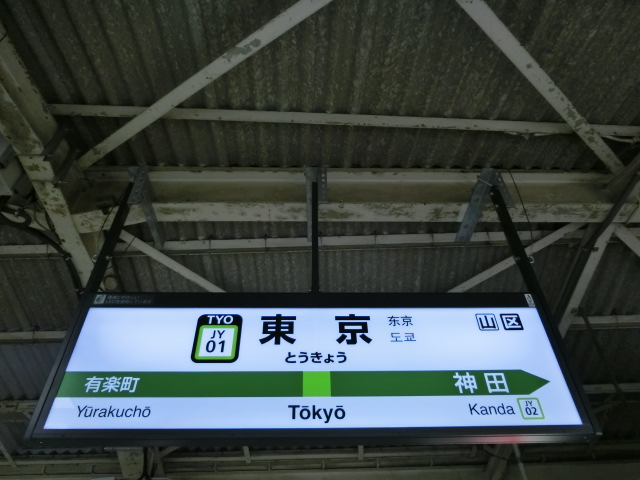 TYO
JY
01
東京
とうきょう
东京
도쿄
山 区
有楽町
神田
Yūrakuchō
Tōkyō
Kanda
JY
02